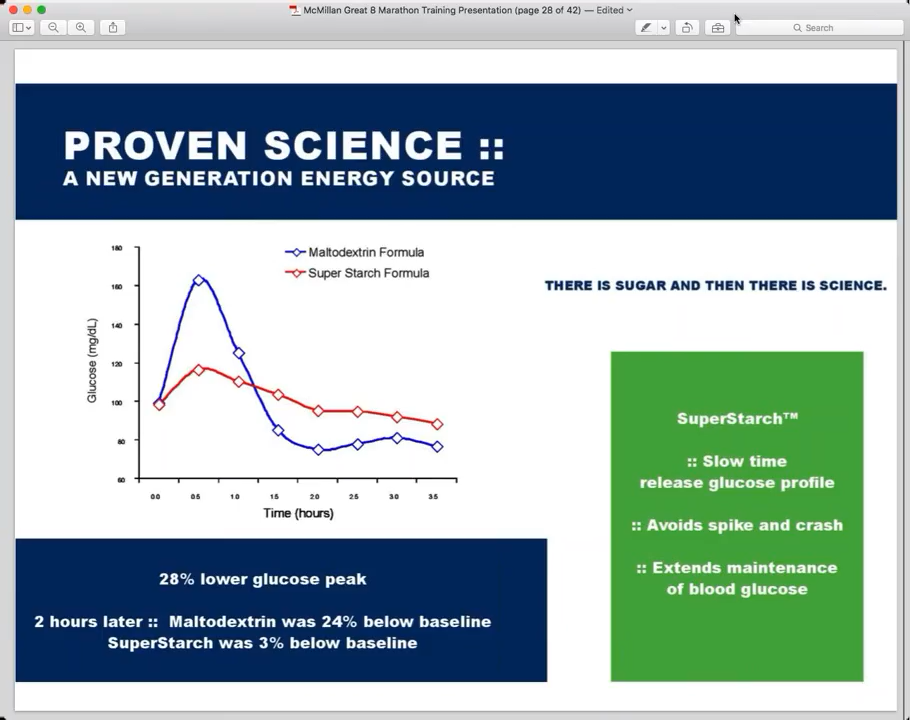 McMillan Great 8 Marathon Training Presentation (page 28 of 42) — Edited
Search
PROVEN SCIENCE ::
A NEW GENERATION ENERGY SOURCE
Maltodextrin Formula
Super Starch Formula
THERE IS SUGAR AND THEN THERE IS SCIENCE.
Glucose (mg/dL)
180
160
140
120
100
80
60
0.0 0.5 1.0 1.5 2.0 2.5 3.0 3.5
Time (hours)
SuperStarch™
:: Slow time
release glucose profile
:: Avoids spike and crash
:: Extends maintenance
of blood glucose
28% lower glucose peak
2 hours later :: Maltodextrin was 24% below baseline
SuperStarch was 3% below baseline